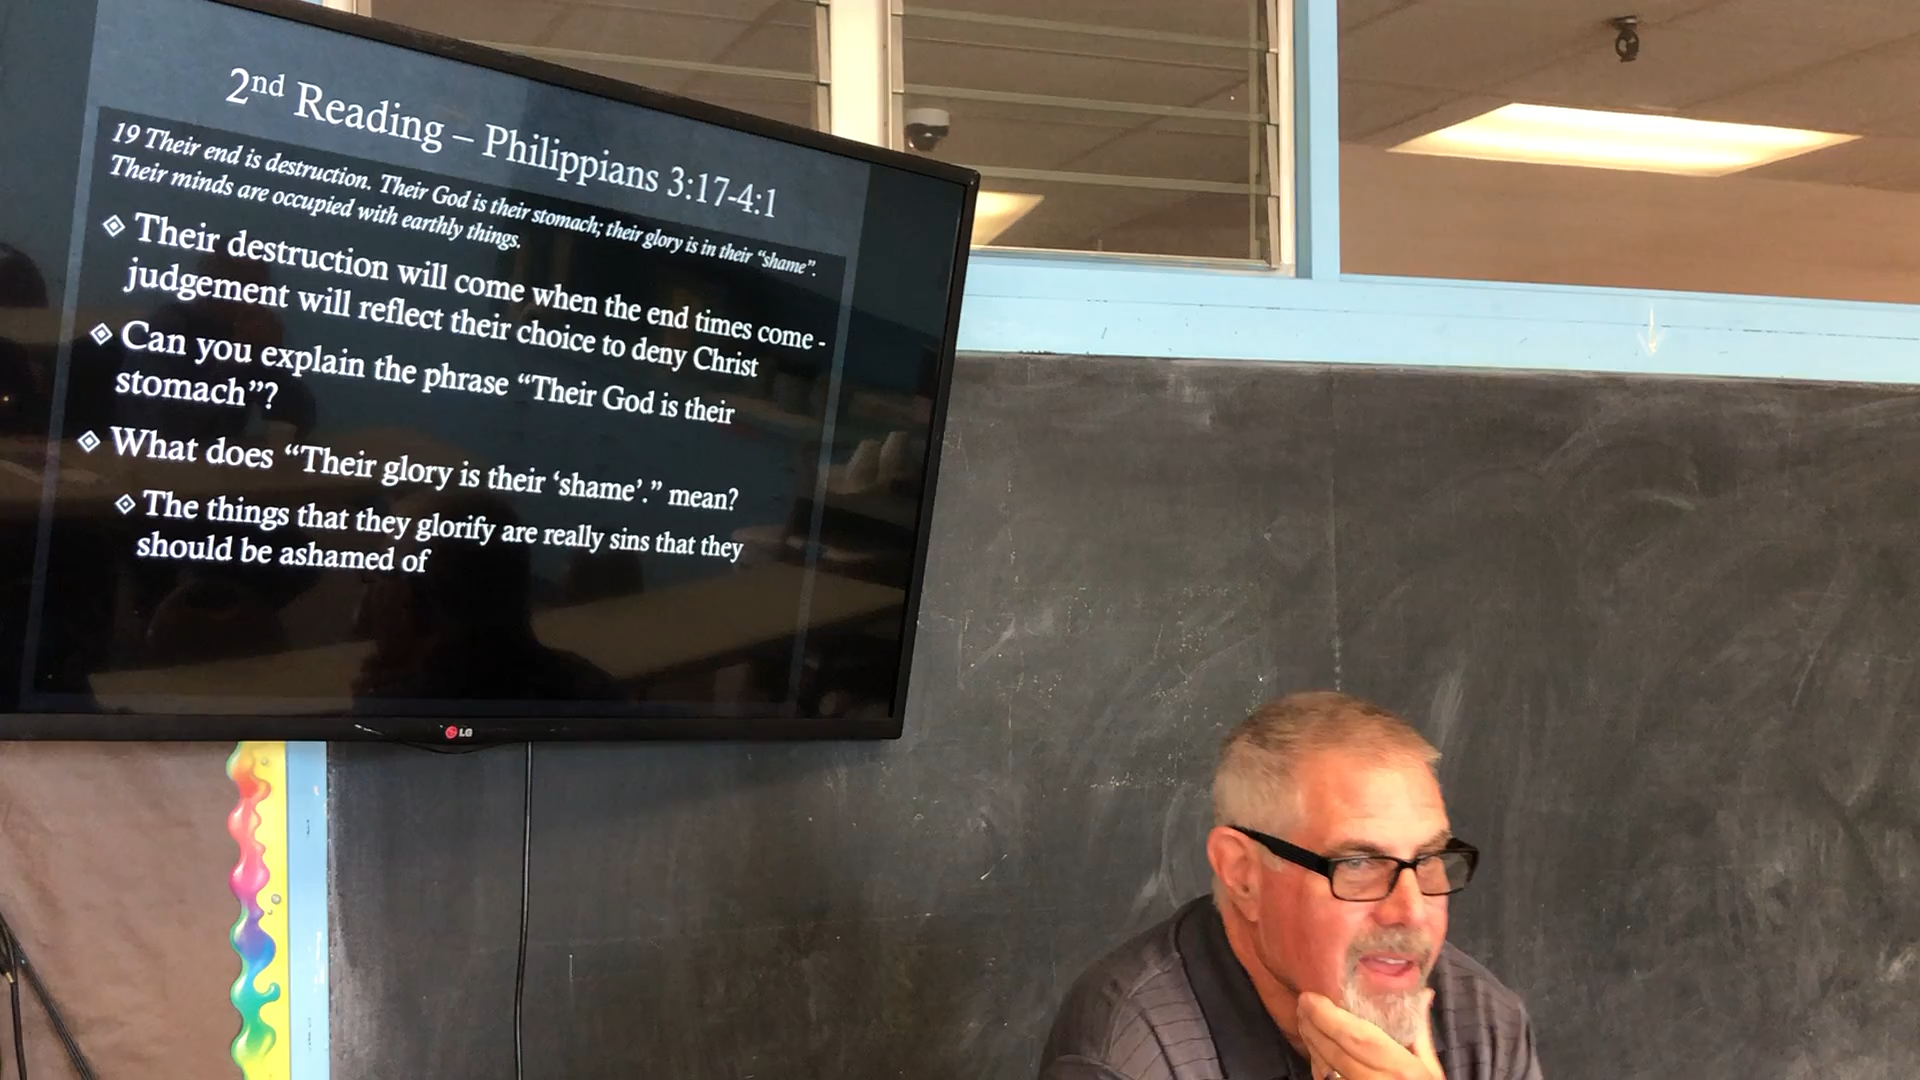 2nd Reading – Philippians 3:17-4:1
19 Their end is destruction. Their God is their stomach; their glory is in their “shame”.
Their minds are occupied with earthly things.
Their destruction will come when the end times come -
judgement will reflect their choice to deny Christ
Can you explain the phrase “Their God is their
stomach”?
What does “Their glory is their ‘shame’.” mean?
The things that they glorify are really sins that they
should be ashamed of
LG